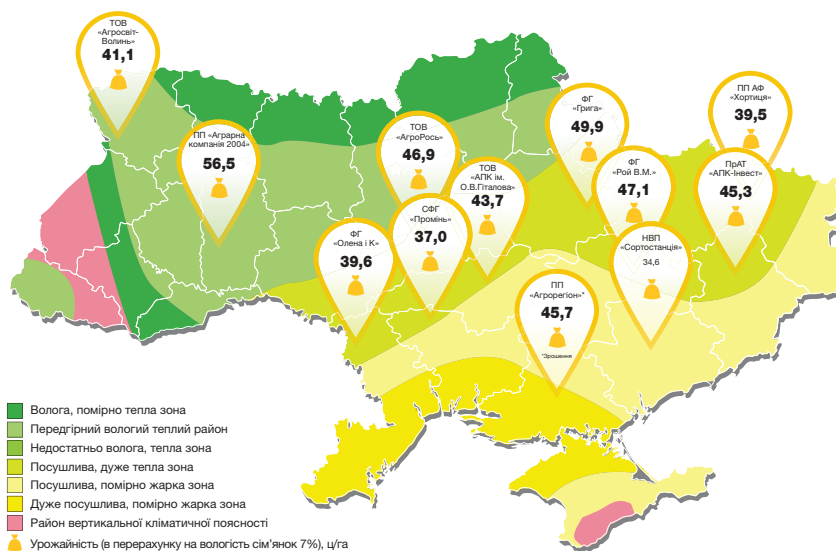 ТОВ
«Агросвіт-
Волинь»
41,1
ПП «Аграрна
компанія 2004»
56,5
ТОВ
«АгроРось»
46,9
ТОВ
«АПК ім.
О.В.Гіталова»
43,7
ФГ
«Грига»
49,9
ПП АФ
«Хортиця»
39,5
ФГ
«Рой В.М.»
47,1
ПрАТ
«АПК-Інвест»
45,3
СФГ
«Промінь»
37,0
ФГ
«Олена і К»
39,6
НВП
«Сортостанція»
34,6
ПП
«Агрорегіон»*
45,7
*Зрошення
Волога, помірно тепла зона
Передгірний вологий теплий район
Недостатньо волога, тепла зона
Посушлива, дуже тепла зона
Посушлива, помірно жарка зона
Дуже посушлива, помірно жарка зона
Район вертикальної кліматичної поясності
Урожайність (в перерахунку на вологість сім’янок 7%), ц/га